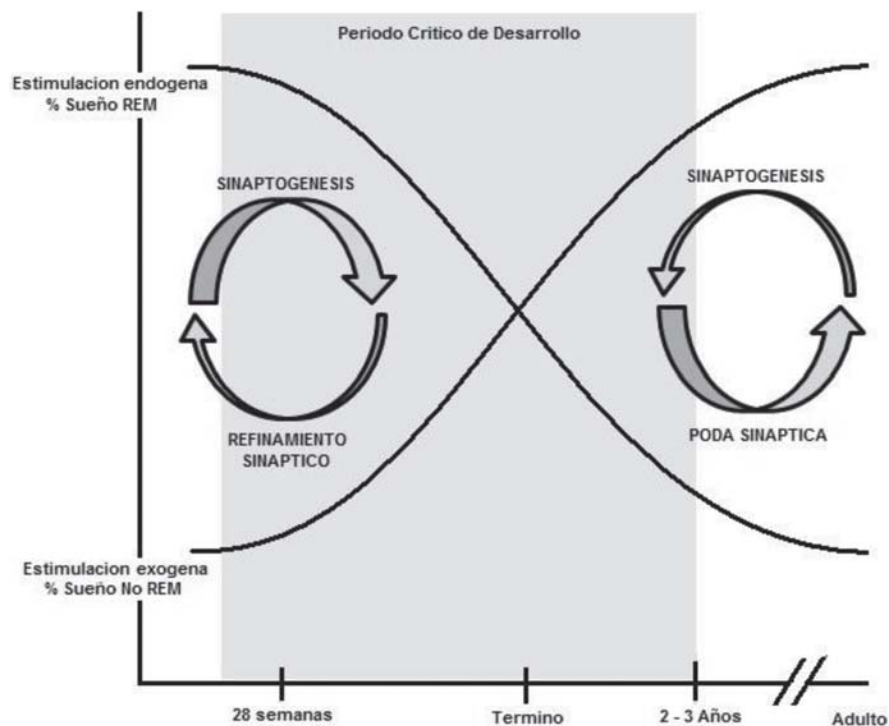 Periodo Critico de Desarrollo
Estimulacion endogena
% Sueño REM
SINAPTOGENESIS
SINAPTOGENESIS
REFINAMIENTO
SINAPTICO
PODA SINAPTICA
Estimulacion exogena
% Sueño No REM
28 semanas
Termino
2 - 3 Años
Adulto